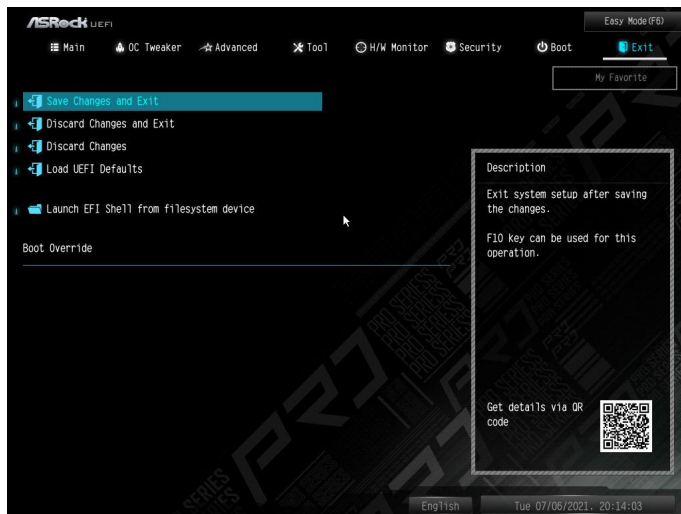 ASRock UEFI
Easy Mode(F6)
Main
OC Tweaker
Advanced
Tool
H/W Monitor
Security
Boot
Exit
My Favorite
Save Changes and Exit
Discard Changes and Exit
Discard Changes
Load UEFI Defaults
Launch EFI Shell from filesystem device
Boot Override
Description
Exit system setup after saving
the changes.
F10 key can be used for this
operation.
Get details via QR
code
English
Tue 07/06/2021. 20:14:03
PRO SERIES